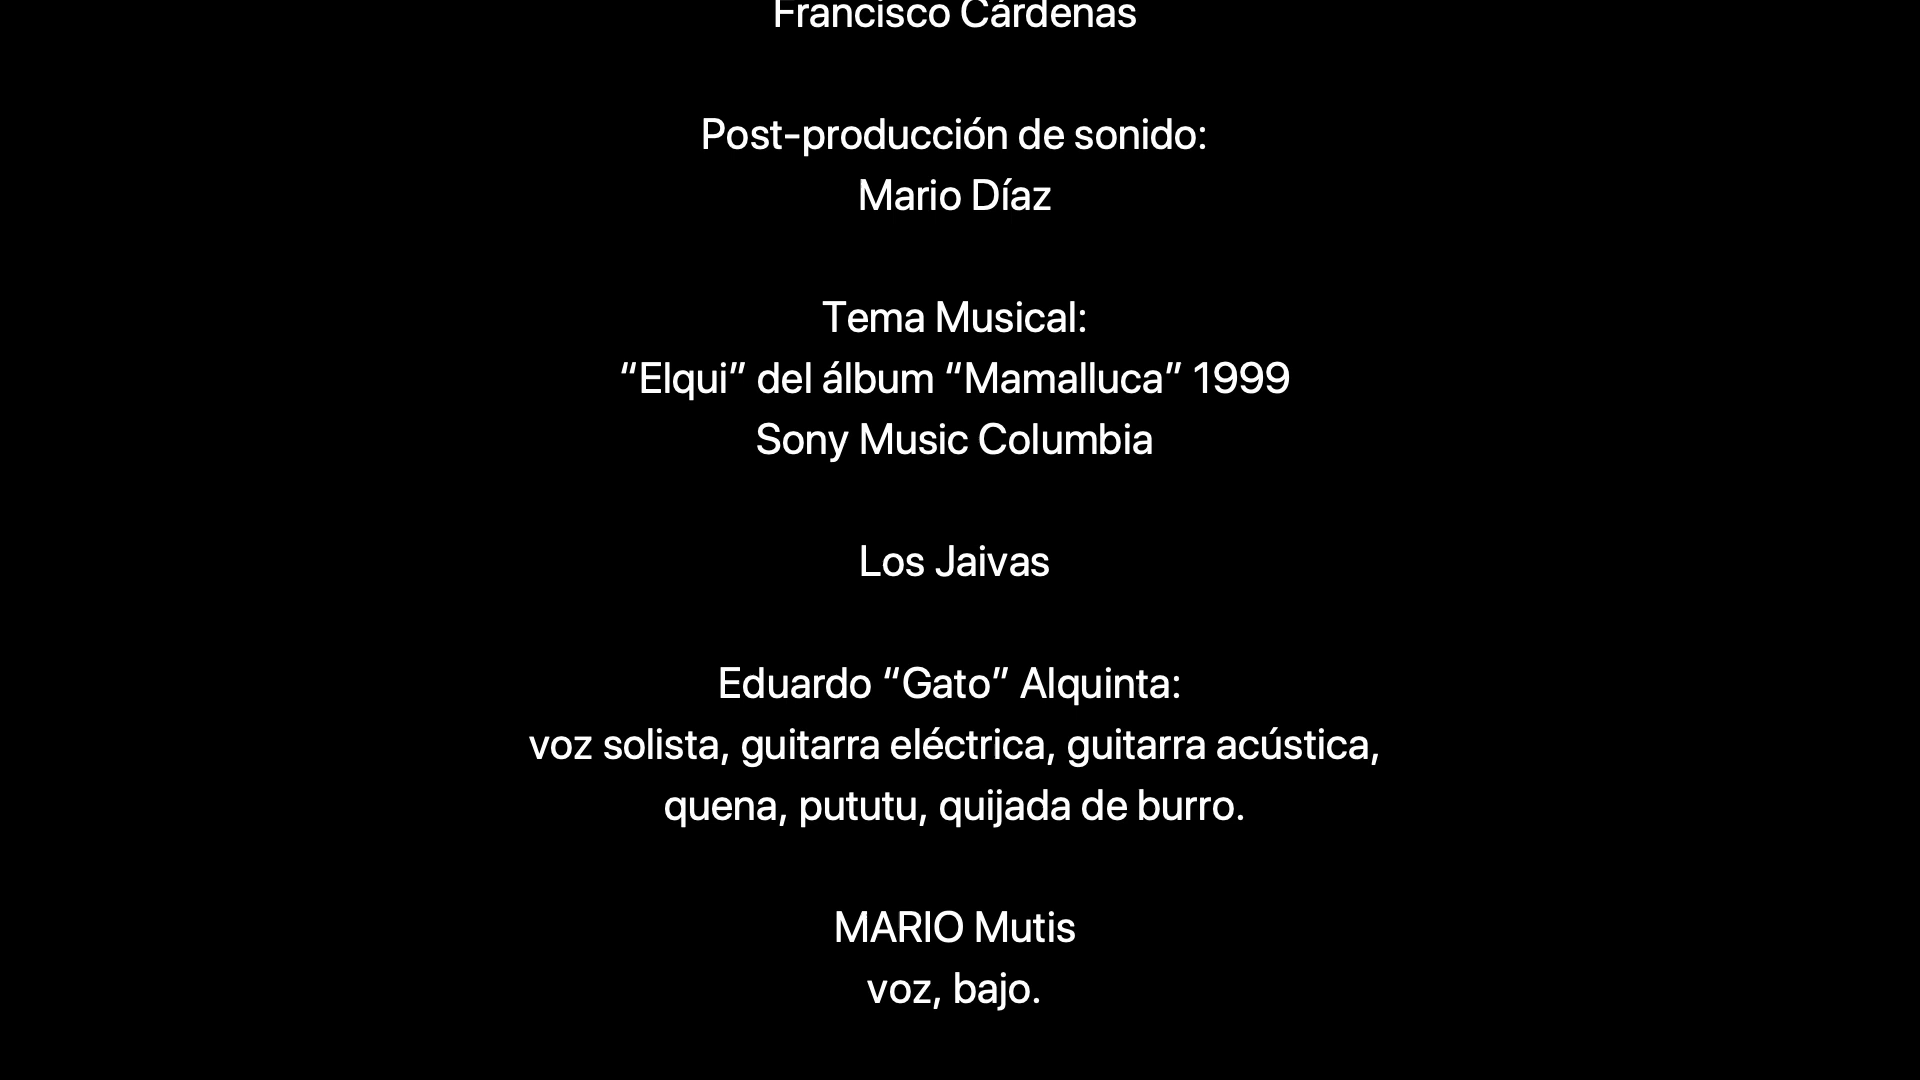 Francisco Cárdenas
Post-producción de sonido:
Mario Díaz
Tema Musical:
“Elqui” del álbum “Mamalluca” 1999
Sony Music Columbia
Los Jaivas
Eduardo “Gato” Alquinta:
voz solista, guitarra eléctrica, guitarra acústica,
quena, pututu, quijada de burro.
MARIO Mutis
voz, bajo.